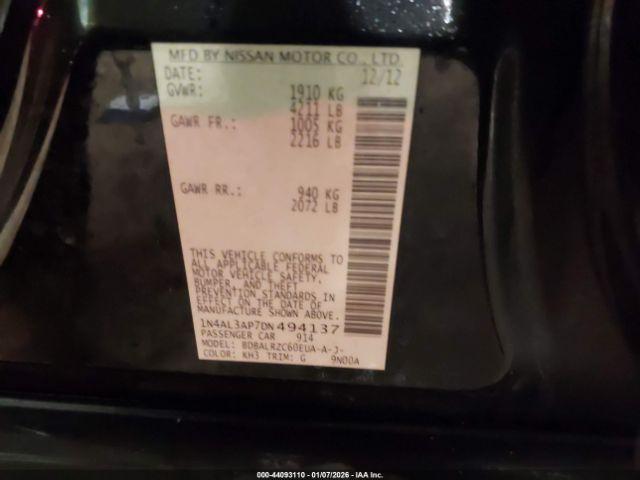 MFD BY NISSAN MOTOR CO., LTD.
DATE: 12/12
GVWR: 1910 KG
4211 LB
GAWR FR.: 1005 KG
2216 LB
GAWR RR.: 940 KG
2072 LB
THIS VEHICLE CONFORMS TO
ALL APPLICABLE FEDERAL
MOTOR VEHICLE SAFETY,
BUMPER, AND THEFT
PREVENTION STANDARDS IN
EFFECT ON THE DATE OF
MANUFACTURE SHOWN ABOVE.
1N4AL3AP7DN494137
PASSENGER CAR 914
MODEL: BDBALRZC60EUA-A-J-
COLOR: KH3 TRIM: G 9N00A
000-44093110 | 01/07/2026 | IAA Inc.